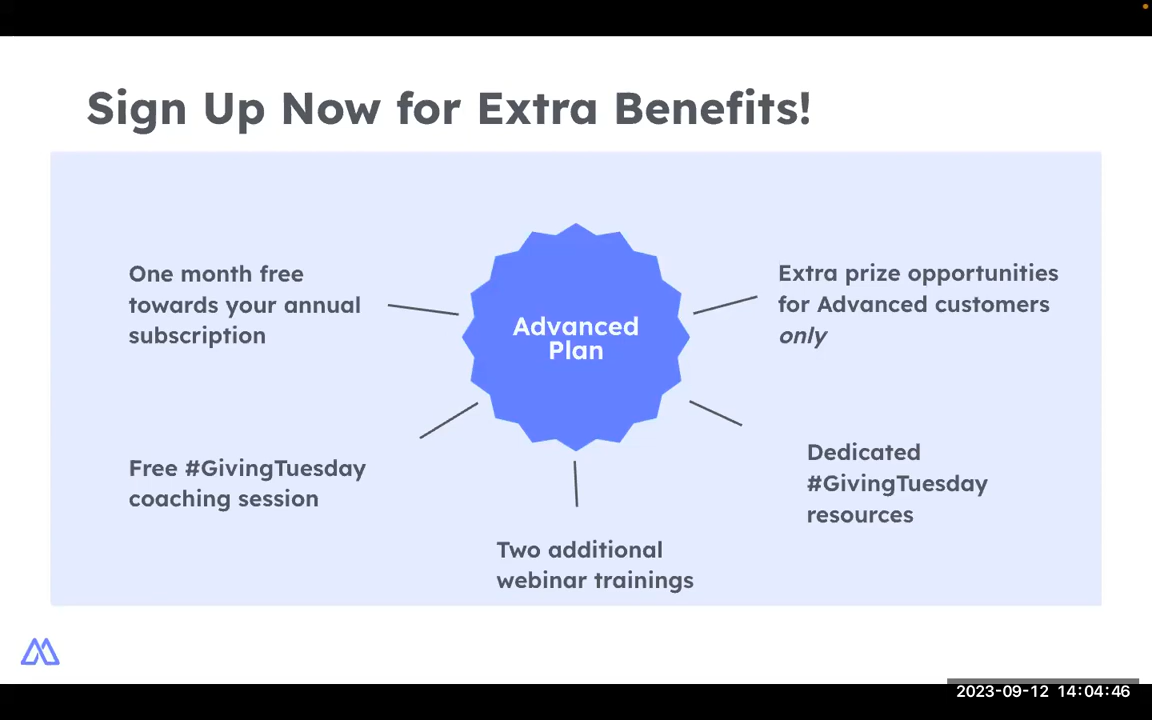 Sign Up Now for Extra Benefits!
One month free
towards your annual
subscription
Advanced
Plan
Extra prize opportunities
for Advanced customers
only
Free #GivingTuesday
coaching session
Two additional
webinar trainings
Dedicated
#GivingTuesday
resources
2023-09-12 14:04:46